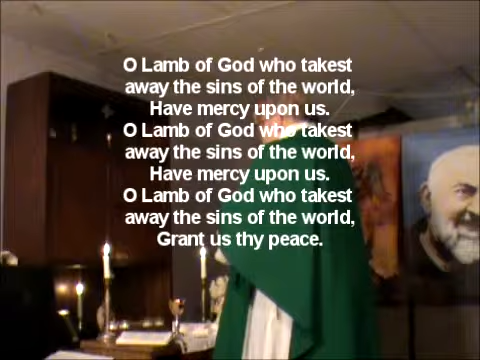 O Lamb of God who takest
away the sins of the world,
Have mercy upon us.
O Lamb of God who takest
away the sins of the world,
Have mercy upon us.
O Lamb of God who takest
away the sins of the world,
Grant us thy peace.